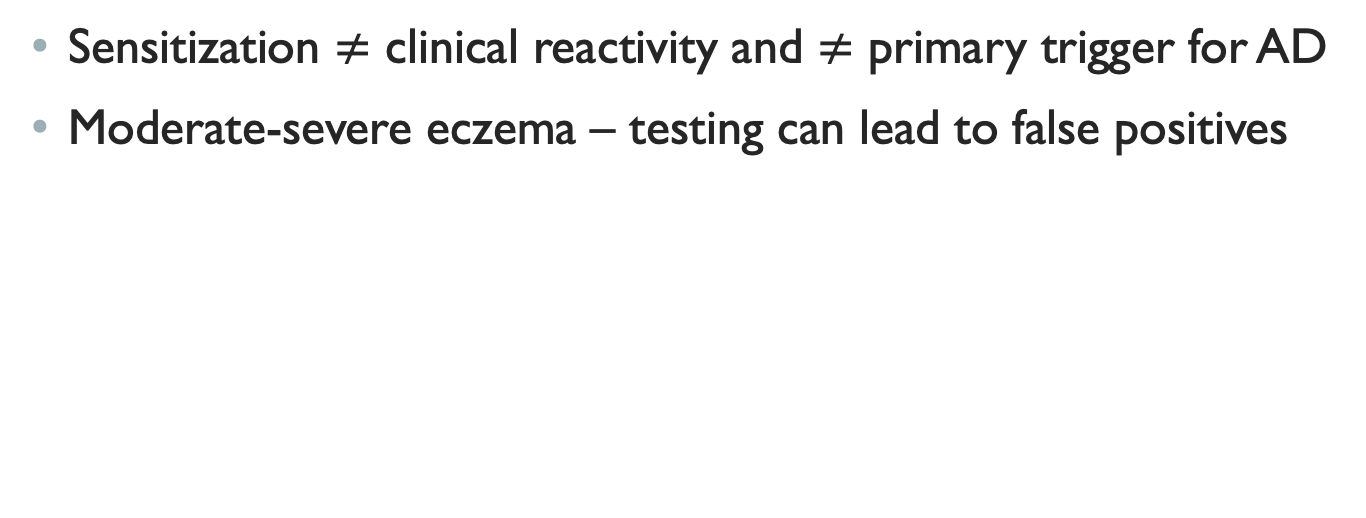 • Sensitization ≠ clinical reactivity and ≠ primary trigger for AD
• Moderate-severe eczema – testing can lead to false positives